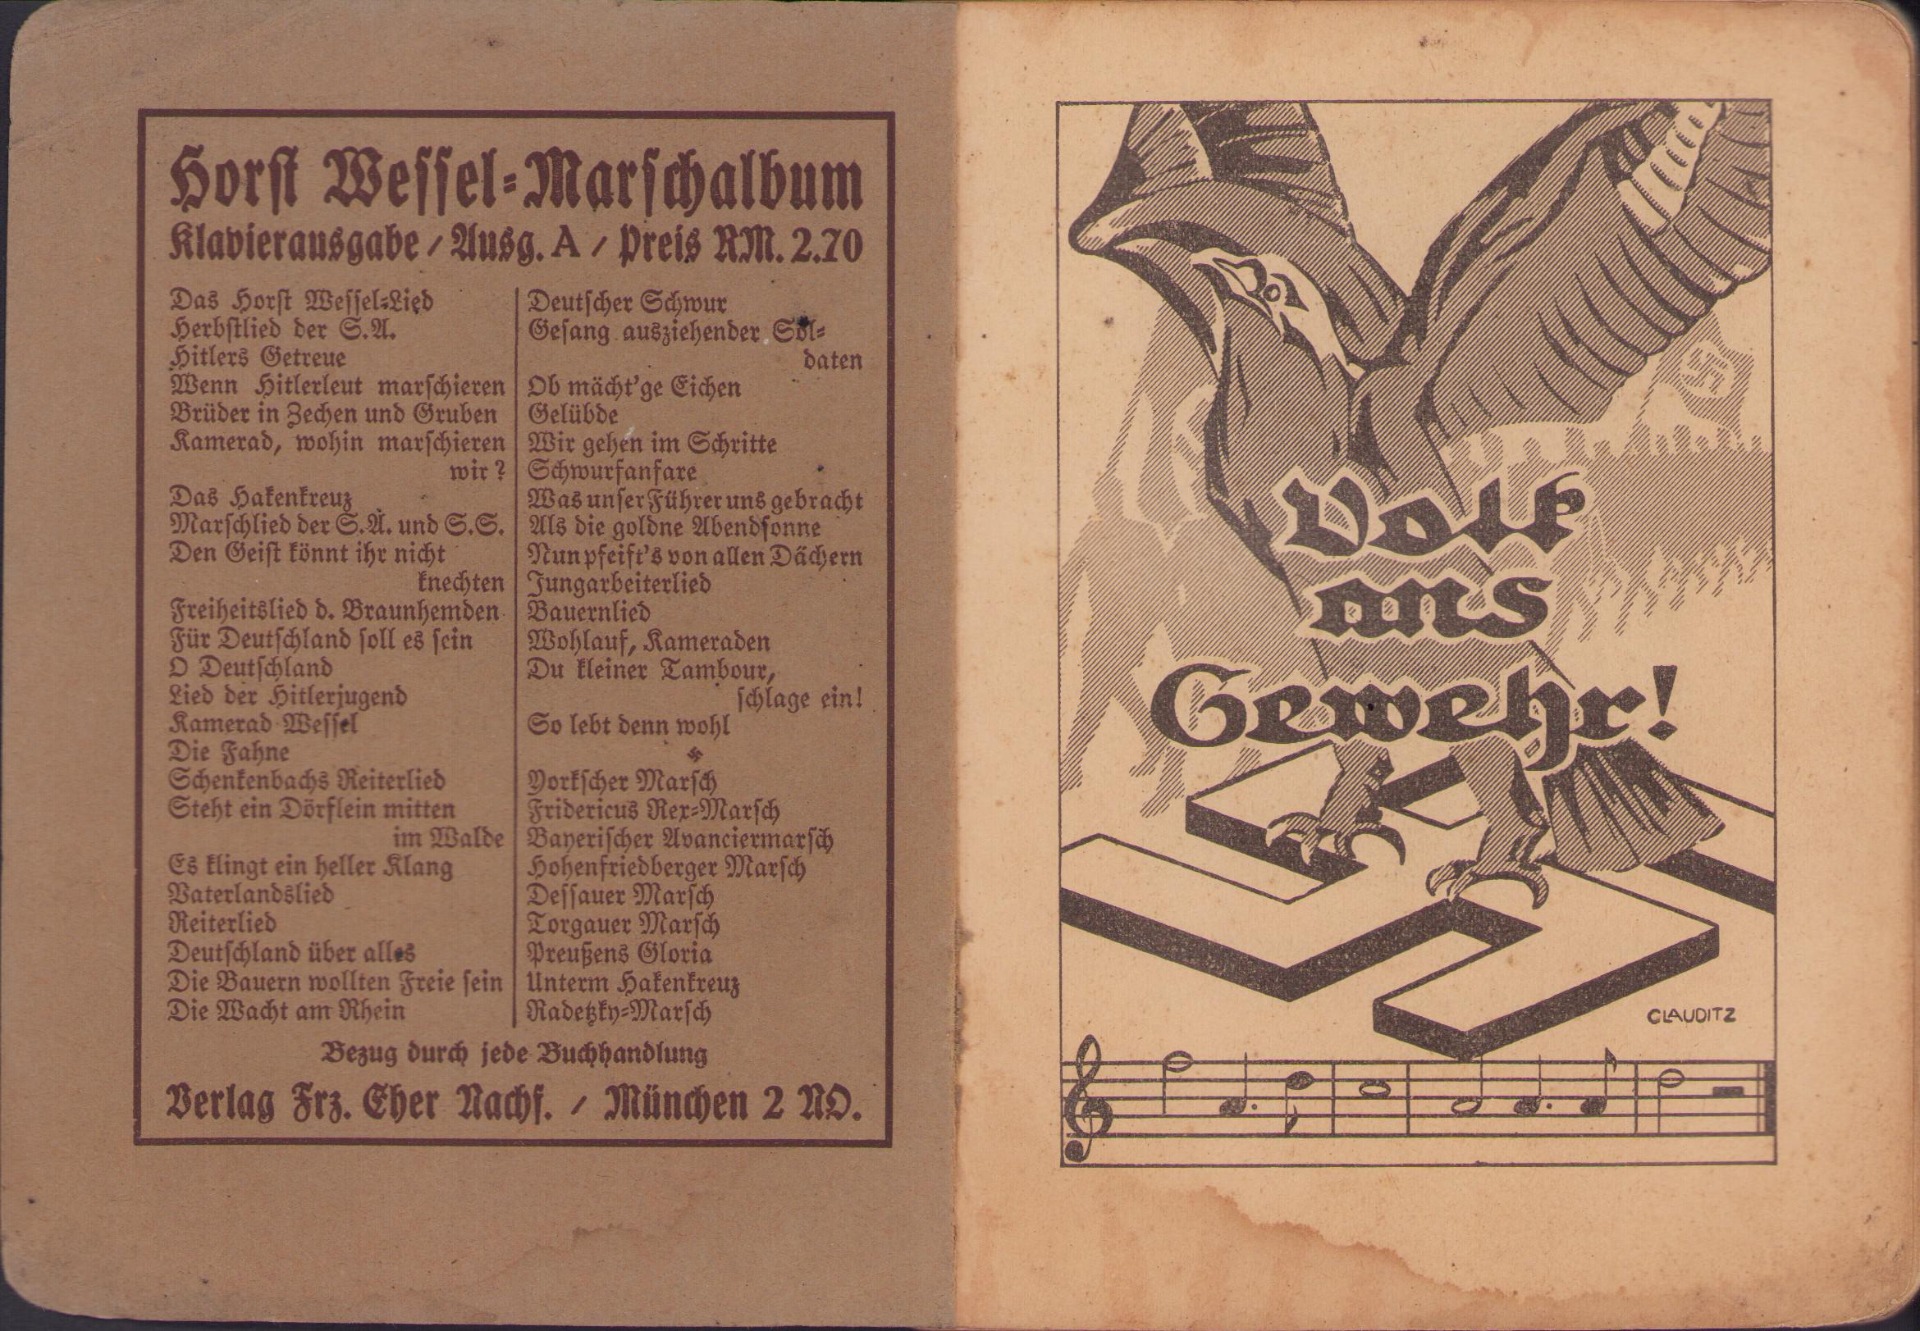 Horst Wessel-Marschalbum
Klavierausgabe / Ausg. A / Preis RM. 2.70
Das Horst Wessel-Lied
Herbstlied der S.A.
Hitlers Getreue
Wenn Hitlerleut marschieren
Brüder in Zechen und Gruben
Kamerad, wohin marschieren
wir?
Das Hakenkreuz
Marschlied der S.A. und S.S.
Den Geist könnt ihr nicht
knechten
Freiheitslied d. Braunhemden
Für Deutschland soll es sein
O Deutschland
Lied der Hitlerjugend
Kamerad Wessel
Die Fahne
Schenkenbachs Reiterlied
Steht ein Dörflein mitten
im Walde
Es klingt ein heller Klang
Vaterlandslied
Reiterlied
Deutschland über alles
Die Bauern wollten Freie sein
Die Wacht am Rhein
Deutscher Schwur
Gesang ausziehender Sol-
daten
Ob mächt'ge Eichen
Gelübde
Wir gehen im Schritte
Schwurfanfare
Was unser Führer uns gebracht
Als die goldne Abendsonne
Nun pfeift's von allen Dächern
Jungarbeiterlied
Bauernlied
Wohlauf, Kameraden
Du kleiner Tambour,
schlage ein!
So lebt denn wohl
Yorkscher Marsch
Fridericus Rex-Marsch
Bayerischer Avanciermarsch
Hohenfriedberger Marsch
Dessauer Marsch
Torgauer Marsch
Preußens Gloria
Unterm Hakenkreuz
Radetzky-Marsch
Bezug durch jede Buchhandlung
Verlag Frz. Eher Nachf. / München 2 NO.
Volk
ans
Gewehr!
CLAUDITZ